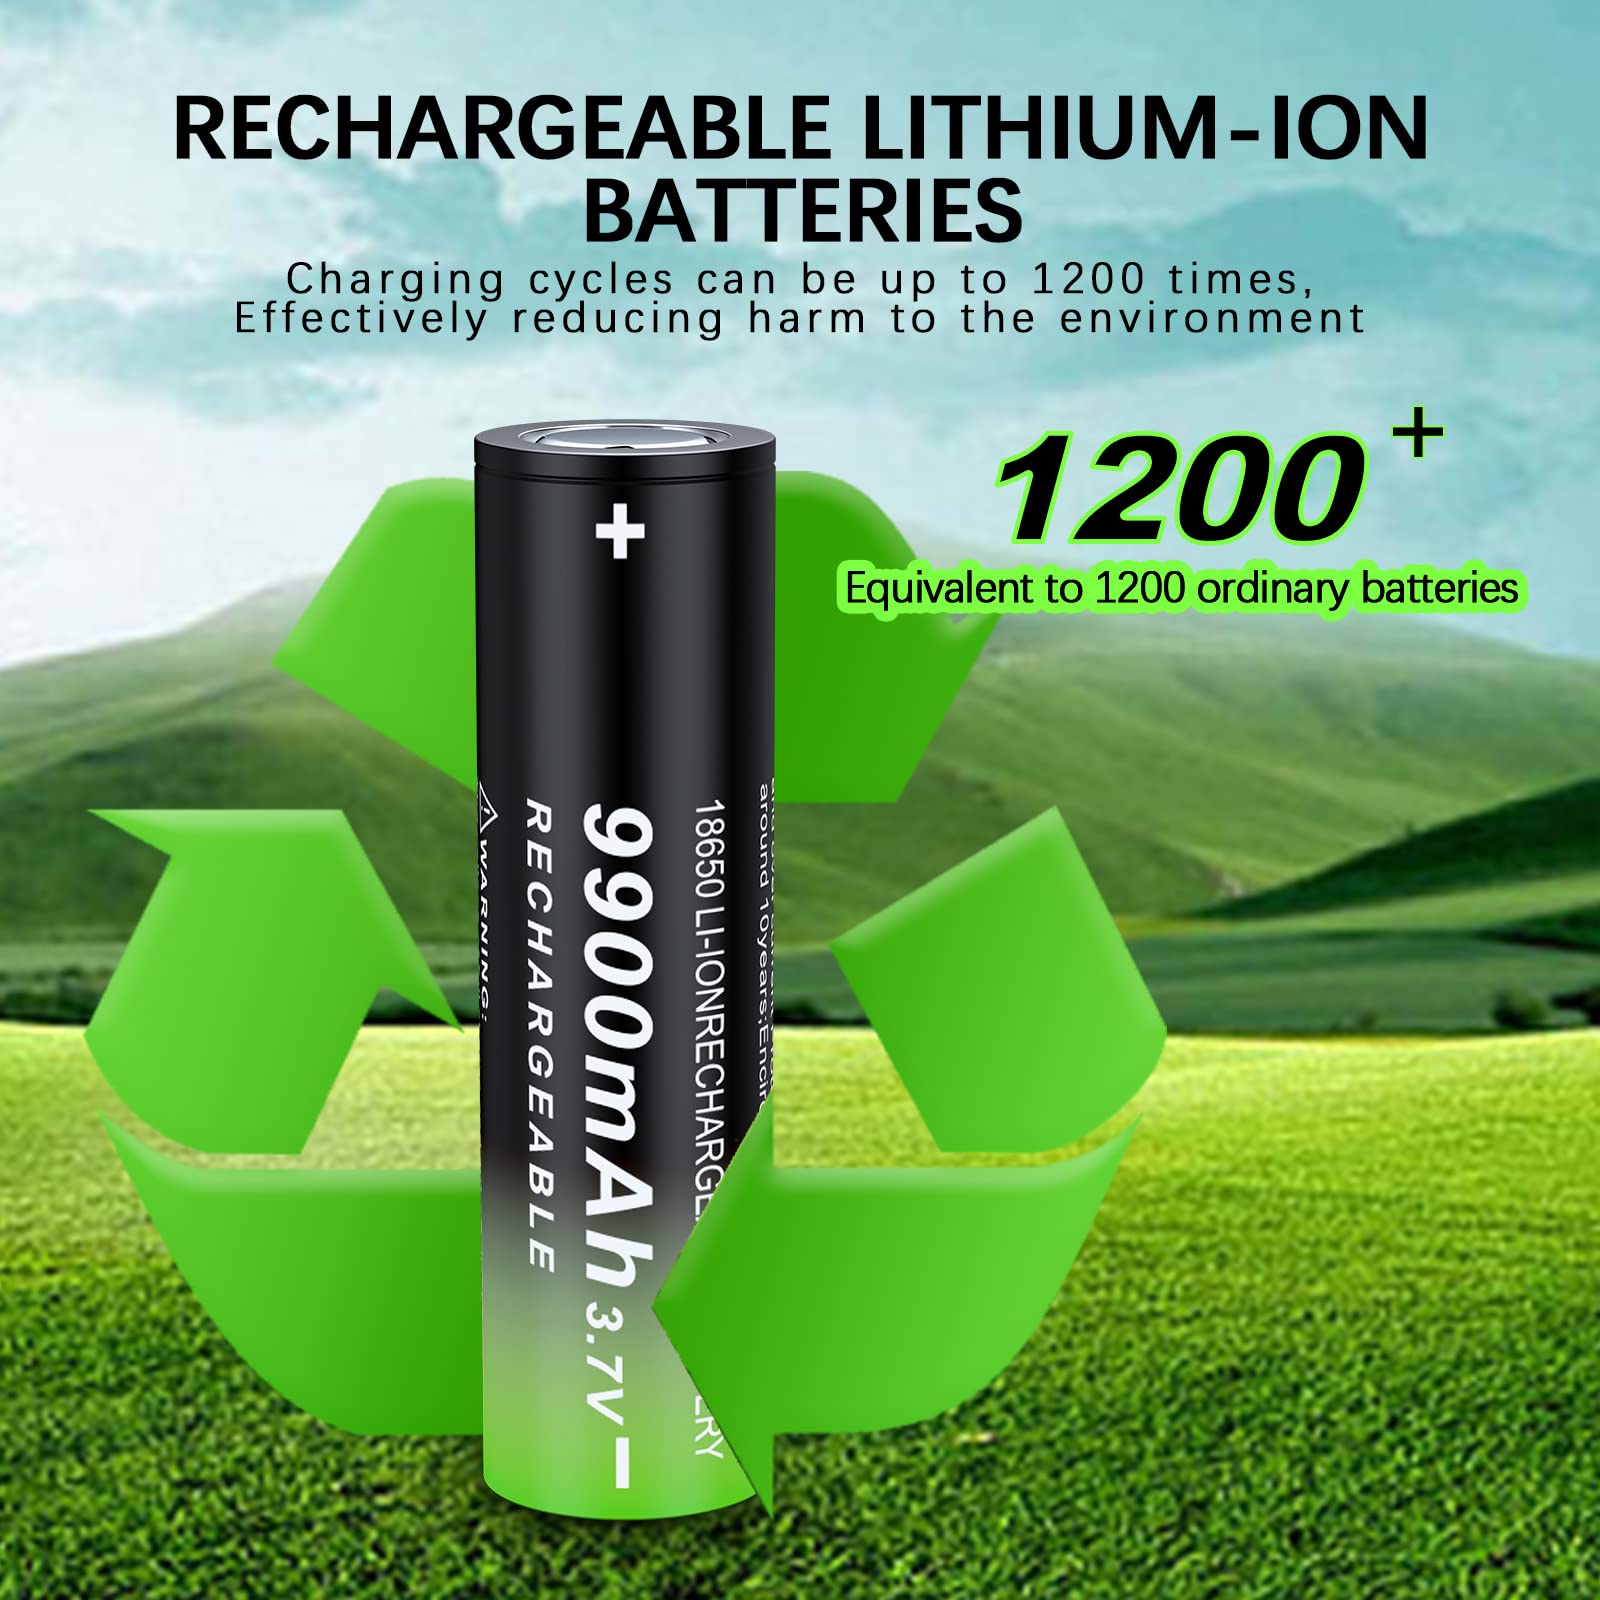 RECHARGEABLE LITHIUM-ION
BATTERIES
Charging cycles can be up to 1200 times,
Effectively reducing harm to the environment
1200+
Equivalent to 1200 ordinary batteries
+
WARNING:
RECHARGEABLE
9900mAh 3.7V −
18650 LI-IONRECHARGE
around 10years;Encir